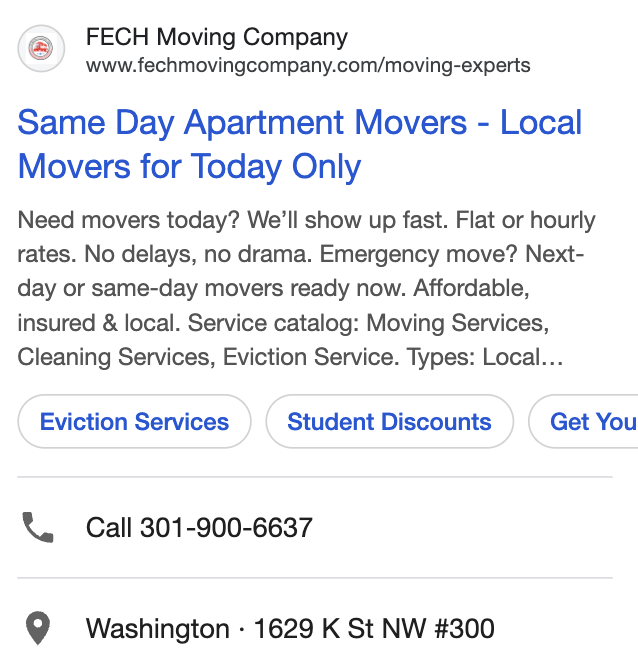 FECH Moving Company
www.fechmovingcompany.com/moving-experts
Same Day Apartment Movers - Local
Movers for Today Only
Need movers today? We’ll show up fast. Flat or hourly
rates. No delays, no drama. Emergency move? Next-
day or same-day movers ready now. Affordable,
insured & local. Service catalog: Moving Services,
Cleaning Services, Eviction Service. Types: Local…
Eviction Services
Student Discounts
Get You
Call 301-900-6637
Washington · 1629 K St NW #300